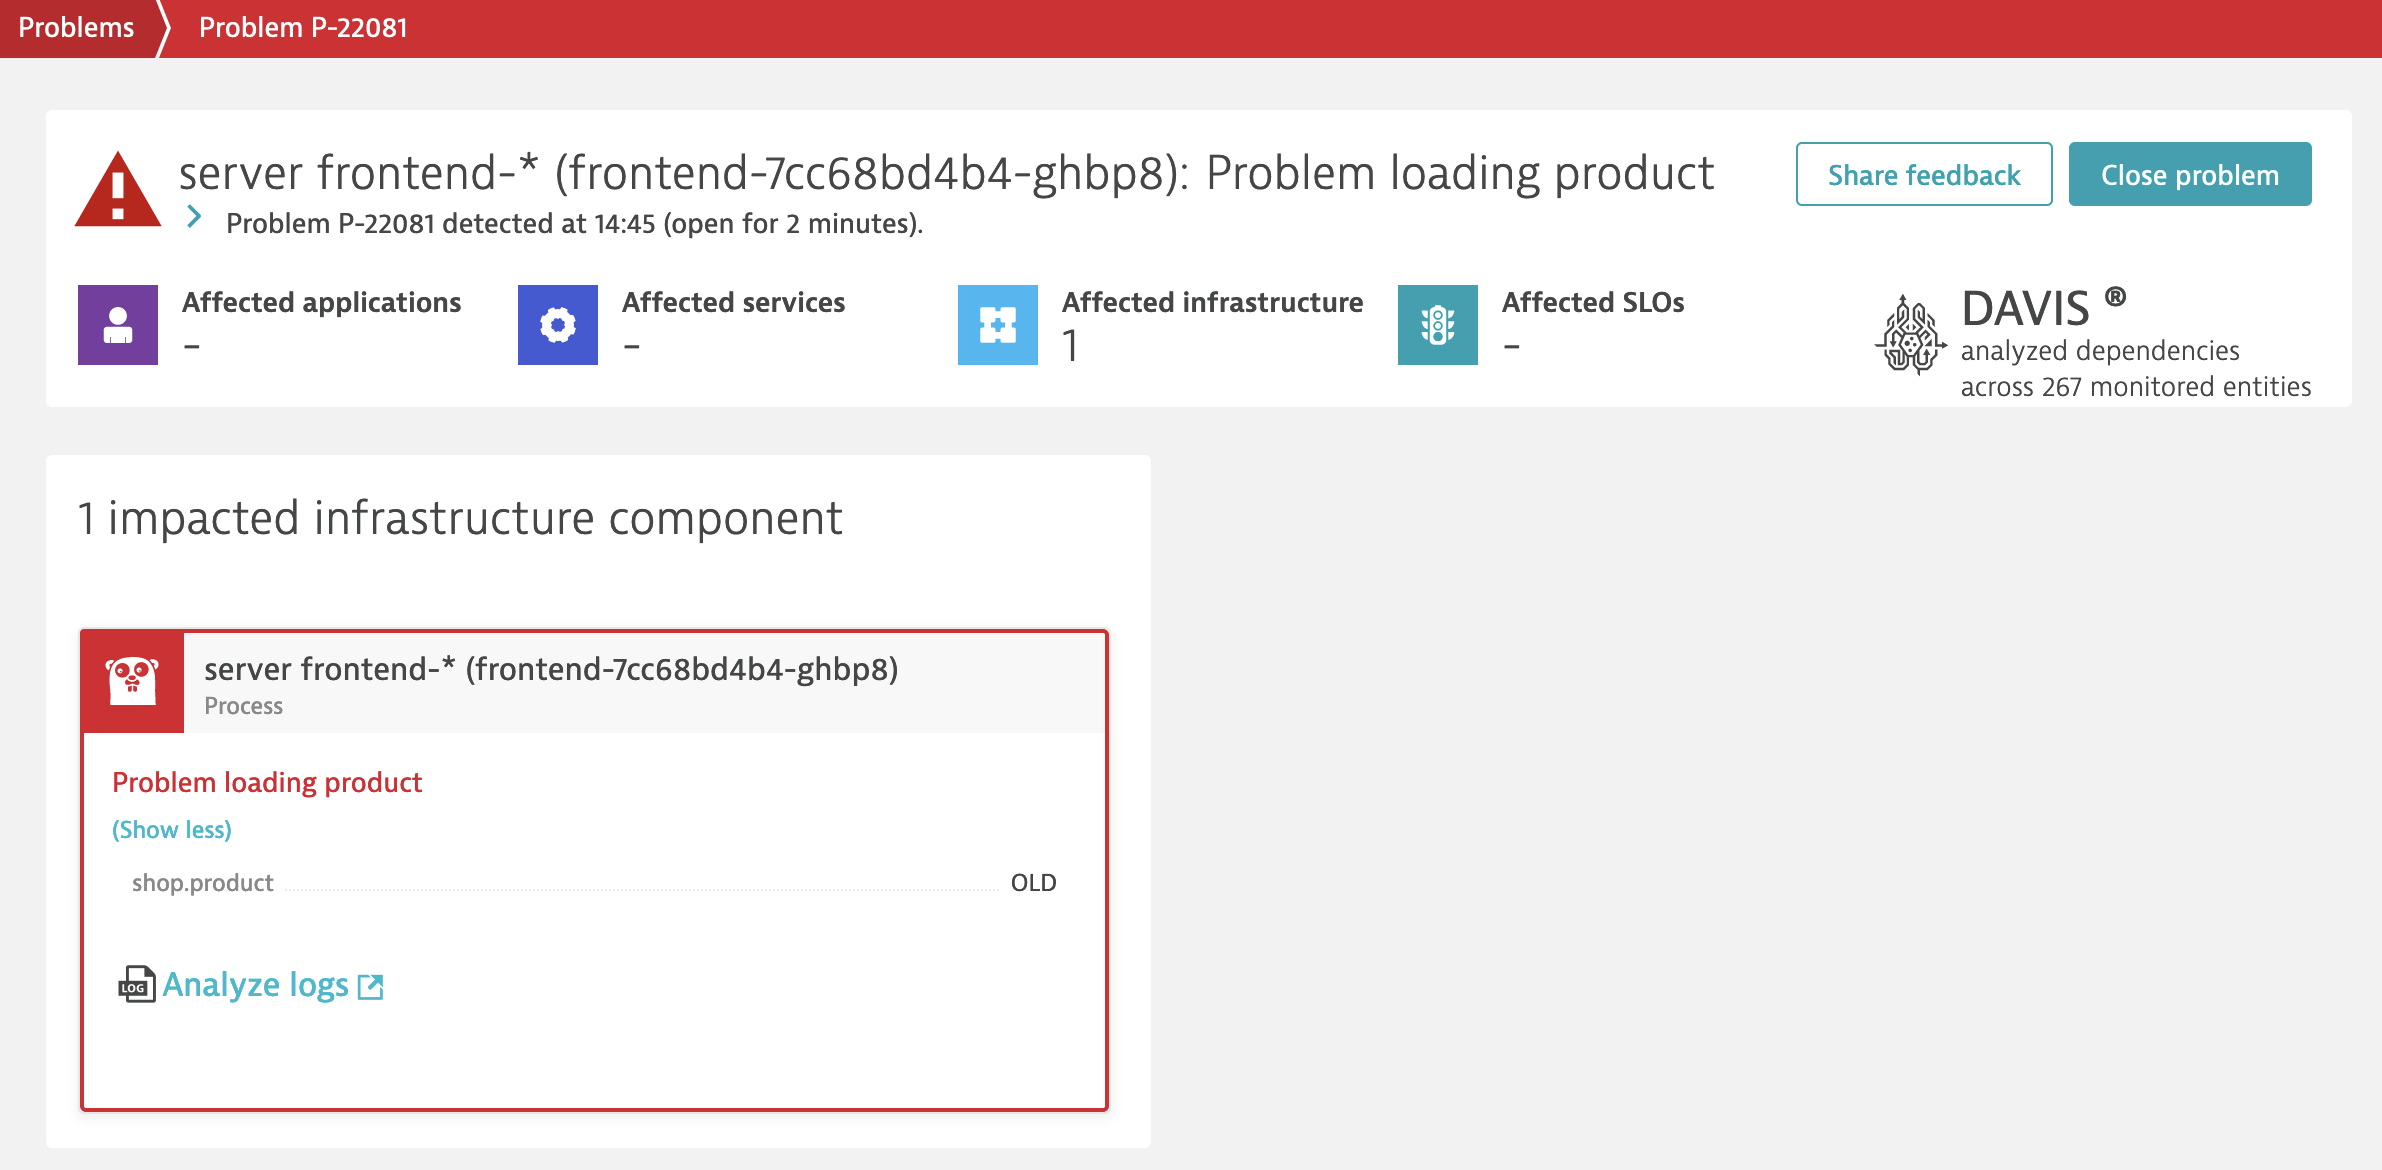 Problems
Problem P-22081
server frontend-* (frontend-7cc68bd4b4-ghbp8): Problem loading product
Share feedback
Close problem
Problem P-22081 detected at 14:45 (open for 2 minutes).
Affected applications
–
Affected services
–
Affected infrastructure
1
Affected SLOs
–
DAVIS ®
analyzed dependencies
across 267 monitored entities
1 impacted infrastructure component
server frontend-* (frontend-7cc68bd4b4-ghbp8)
Process
Problem loading product
(Show less)
shop.product OLD
LOG Analyze logs